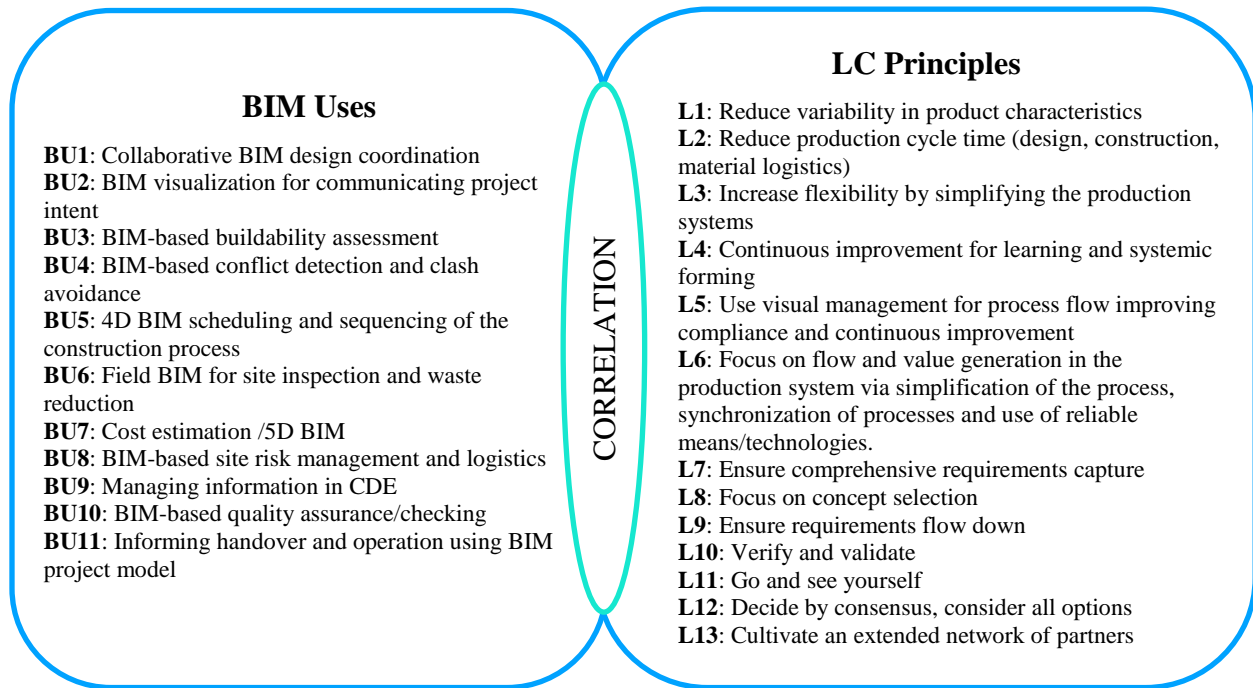 BIM Uses
BU1: Collaborative BIM design coordination
BU2: BIM visualization for communicating project
intent
BU3: BIM-based buildability assessment
BU4: BIM-based conflict detection and clash
avoidance
BU5: 4D BIM scheduling and sequencing of the
construction process
BU6: Field BIM for site inspection and waste
reduction
BU7: Cost estimation /5D BIM
BU8: BIM-based site risk management and logistics
BU9: Managing information in CDE
BU10: BIM-based quality assurance/checking
BU11: Informing handover and operation using BIM
project model
CORRELATION
LC Principles
L1: Reduce variability in product characteristics
L2: Reduce production cycle time (design, construction,
material logistics)
L3: Increase flexibility by simplifying the production
systems
L4: Continuous improvement for learning and systemic
forming
L5: Use visual management for process flow improving
compliance and continuous improvement
L6: Focus on flow and value generation in the
production system via simplification of the process,
synchronization of processes and use of reliable
means/technologies.
L7: Ensure comprehensive requirements capture
L8: Focus on concept selection
L9: Ensure requirements flow down
L10: Verify and validate
L11: Go and see yourself
L12: Decide by consensus, consider all options
L13: Cultivate an extended network of partners